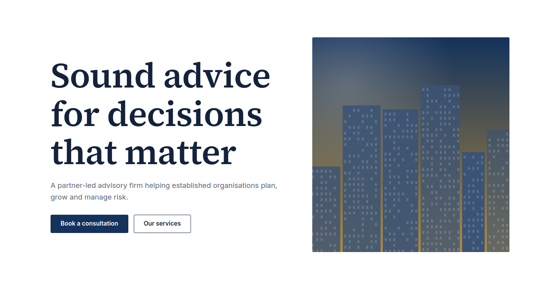 Sound advice
for decisions
that matter
A partner-led advisory firm helping established organisations plan,
grow and manage risk.
Book a consultation
Our services